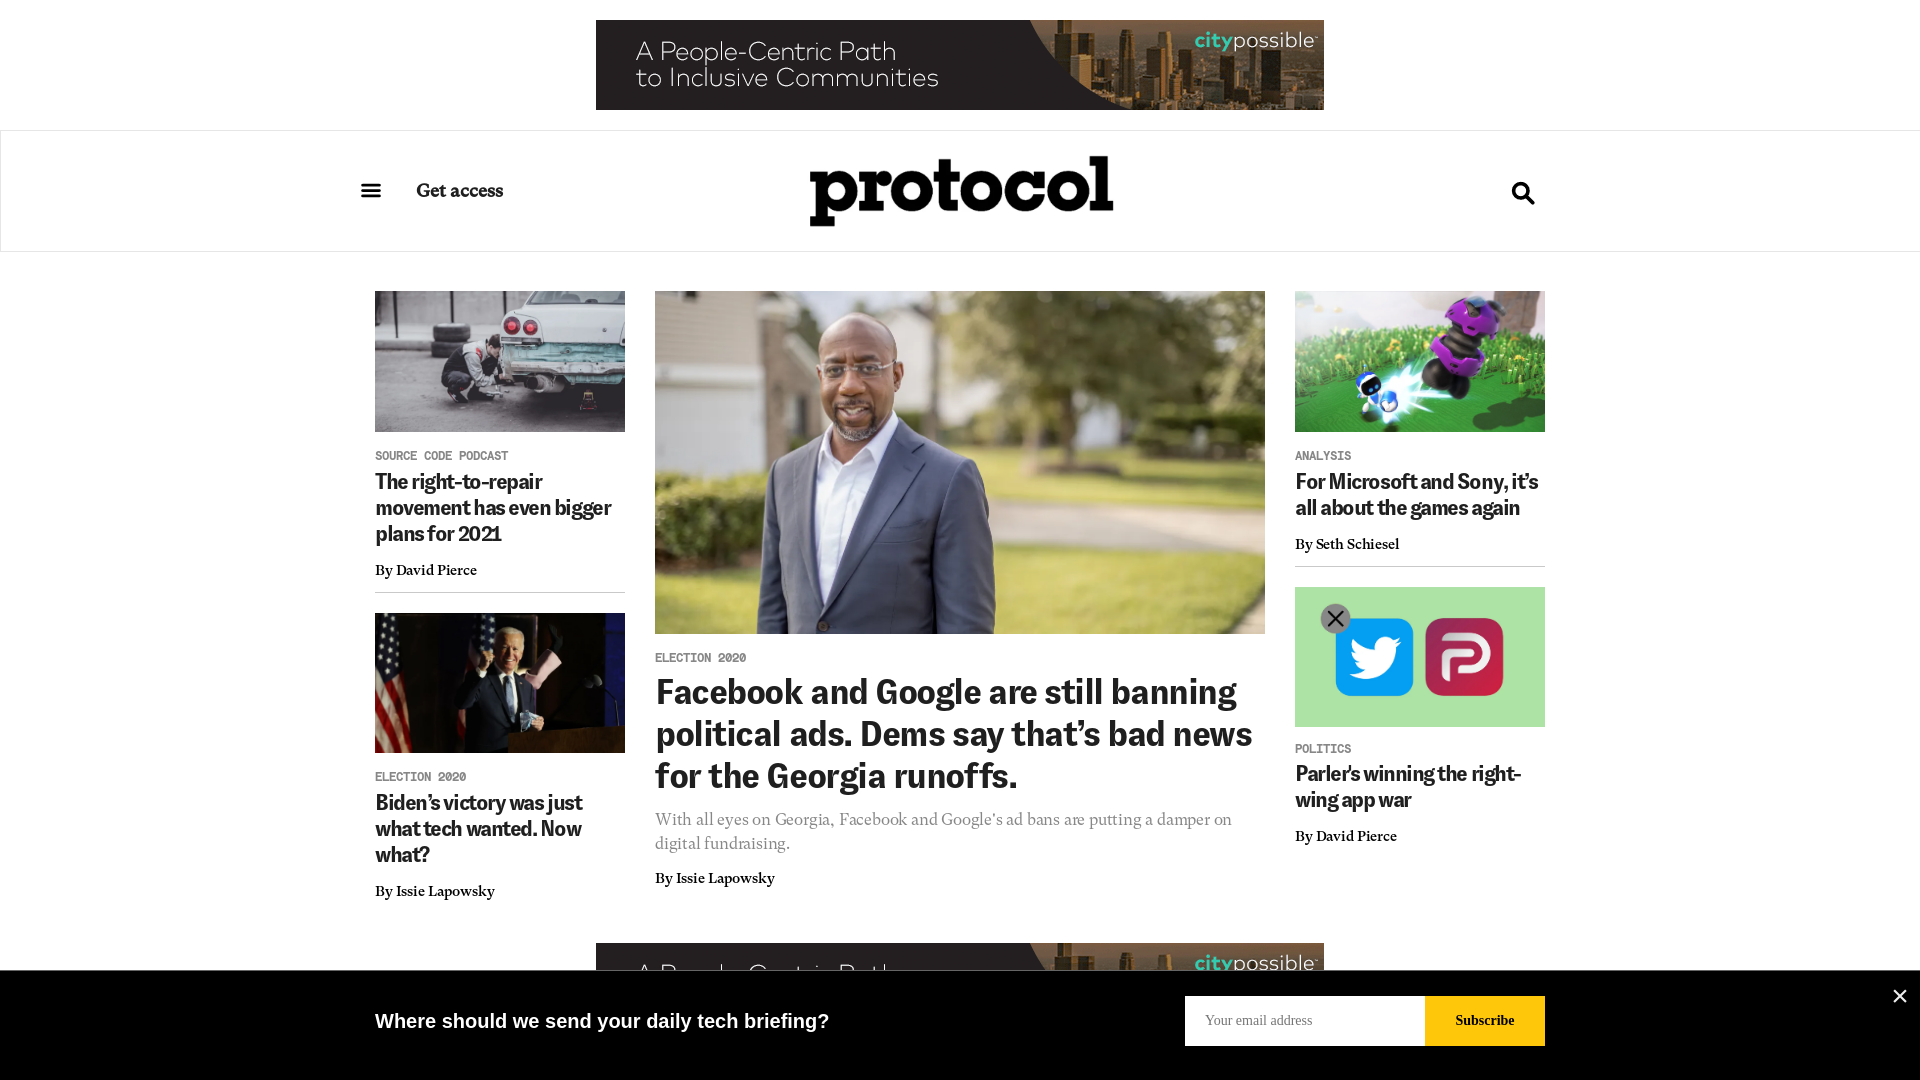 A People-Centric Path
to Inclusive Communities
citypossible™
Get access
protocol
SOURCE CODE PODCAST
The right-to-repair
movement has even bigger
plans for 2021
By David Pierce
ELECTION 2020
Biden’s victory was just
what tech wanted. Now
what?
By Issie Lapowsky
ELECTION 2020
Facebook and Google are still banning
political ads. Dems say that’s bad news
for the Georgia runoffs.
With all eyes on Georgia, Facebook and Google's ad bans are putting a damper on
digital fundraising.
By Issie Lapowsky
ANALYSIS
For Microsoft and Sony, it’s
all about the games again
By Seth Schiesel
POLITICS
Parler's winning the right-
wing app war
By David Pierce
A People-Centric Path
citypossible™
Where should we send your daily tech briefing?
Your email address
Subscribe